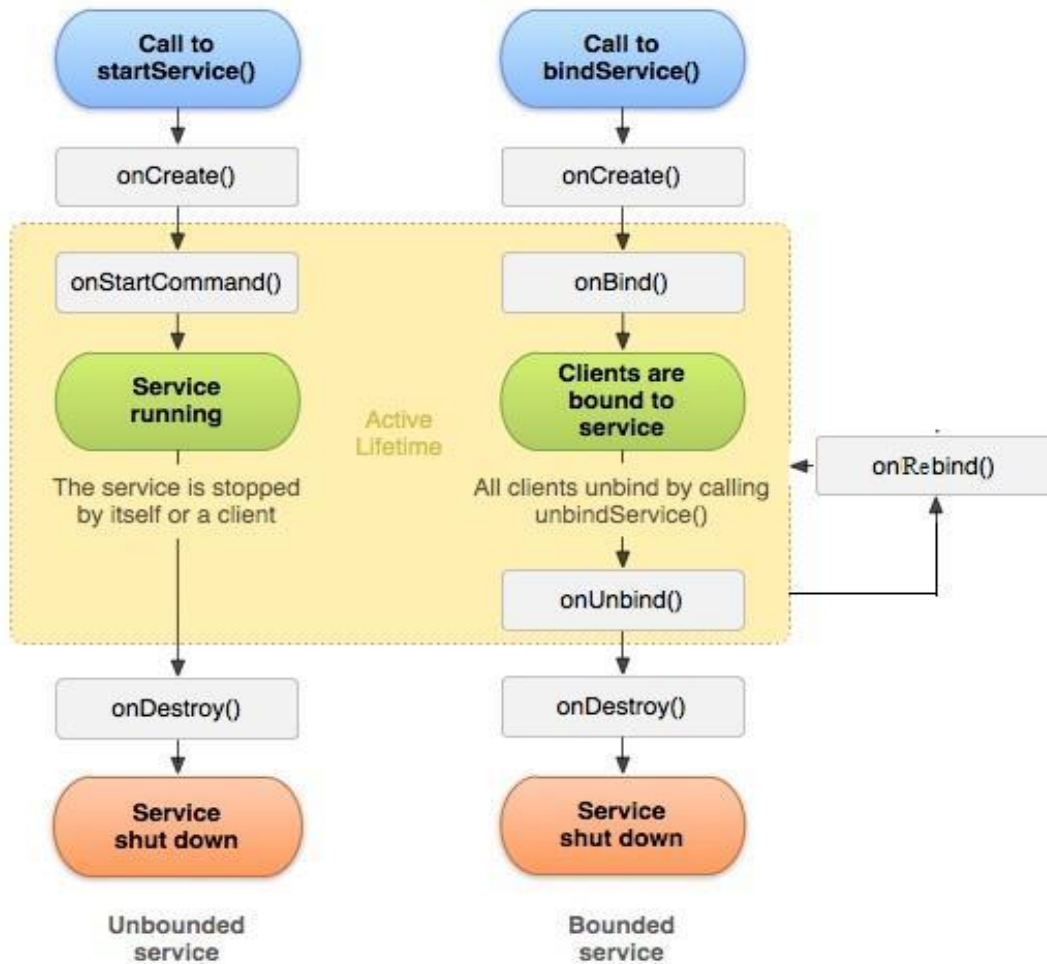 Call to
startService()
onCreate()
onStartCommand()
Service
running
The service is stopped
by itself or a client
onDestroy()
Service
shut down
Unbounded
service
Active
Lifetime
Call to
bindService()
onCreate()
onBind()
Clients are
bound to
service
All clients unbind by calling
unbindService()
onUnbind()
onRebind()
onDestroy()
Service
shut down
Bounded
service